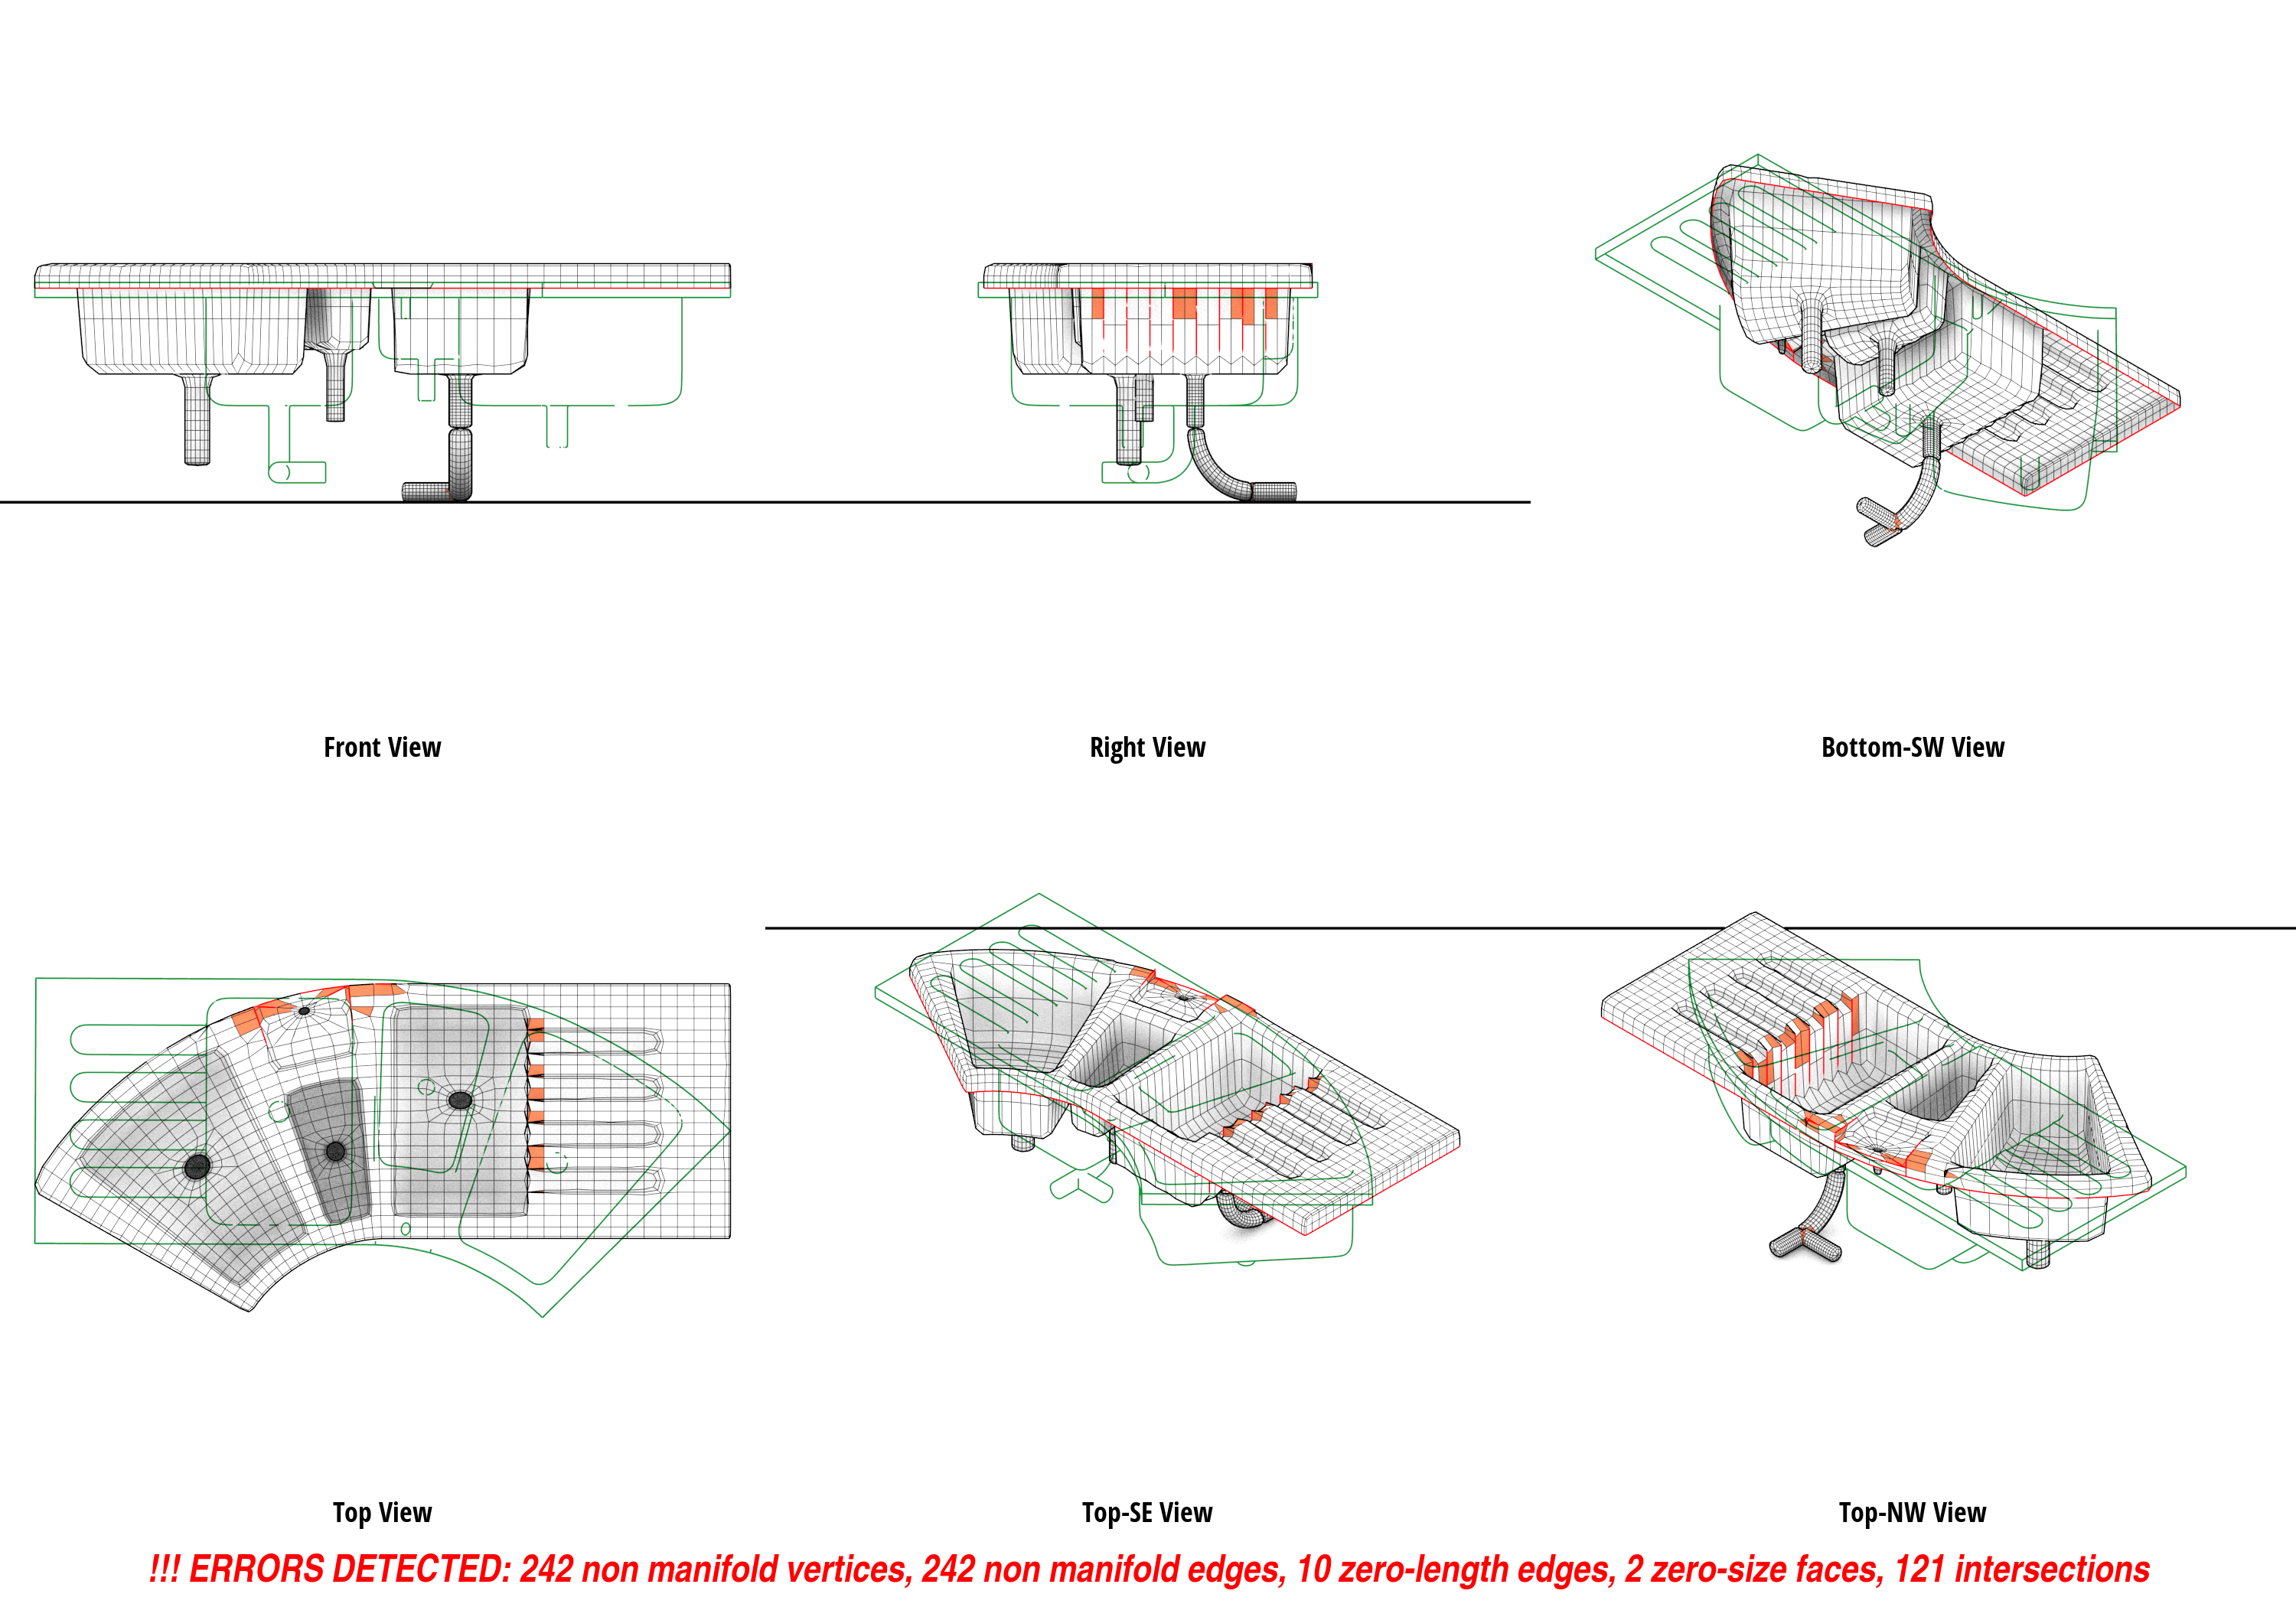 Front View
Right View
Bottom-SW View
Top View
Top-SE View
Top-NW View
!!! ERRORS DETECTED: 242 non manifold vertices, 242 non manifold edges, 10 zero-length edges, 2 zero-size faces, 121 intersections